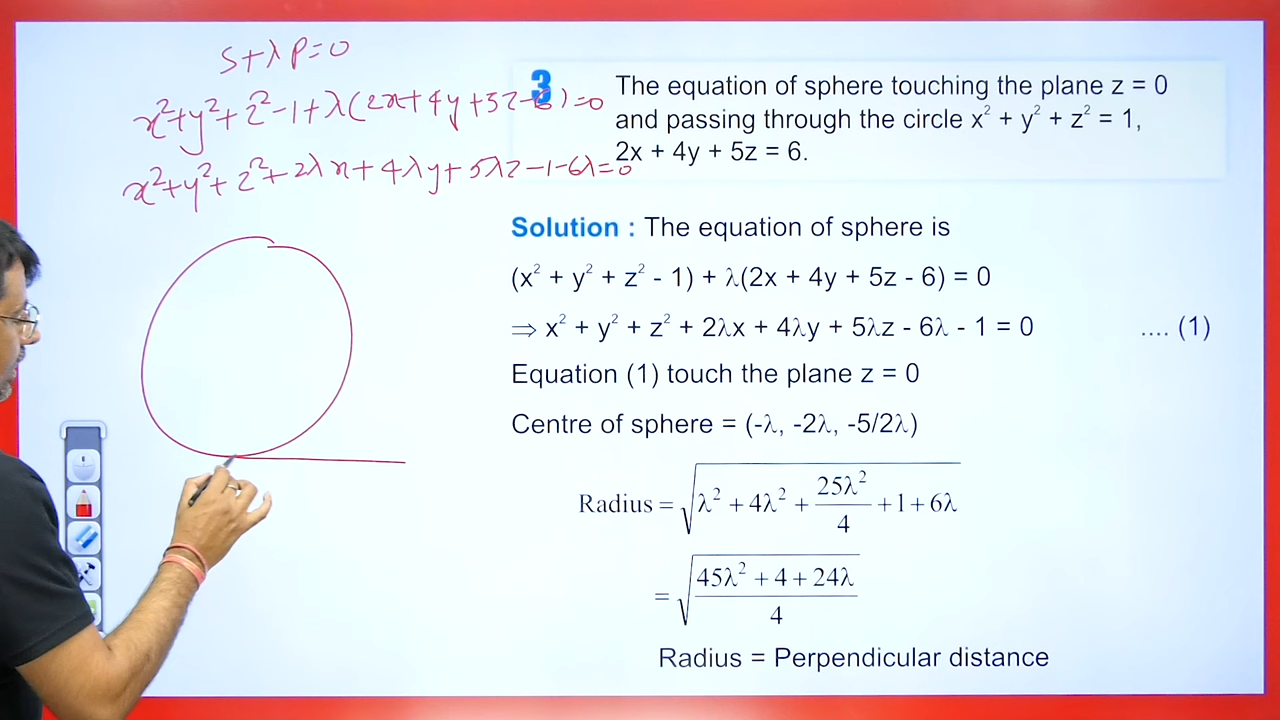 S+λP=0
x²+y²+z²-1+λ(2x+4y+5z-6)=0
x²+y²+z²+2λx+4λy+5λz-1-6λ=0
3
The equation of sphere touching the plane z = 0
and passing through the circle x² + y² + z² = 1,
2x + 4y + 5z = 6.
Solution : The equation of sphere is
(x² + y² + z² - 1) + λ(2x + 4y + 5z - 6) = 0
⇒ x² + y² + z² + 2λx + 4λy + 5λz - 6λ - 1 = 0 .... (1)
Equation (1) touch the plane z = 0
Centre of sphere = (-λ, -2λ, -5/2λ)
Radius = √(λ² + 4λ² + 25λ²/4 + 1 + 6λ)
= √((45λ² + 4 + 24λ)/4)
Radius = Perpendicular distance